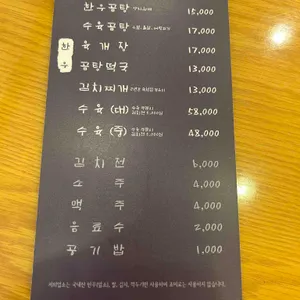 한우곰탕 15,000
수육곰탕 17,000
한우 육개장 17,000
곰탕떡국 13,000
김치찌개 13,000
수육 (대) 58,000
수육 (중) 48,000
김치전 6,000
소주 4,000
맥주 4,000
음료수 2,000
공기밥 1,000